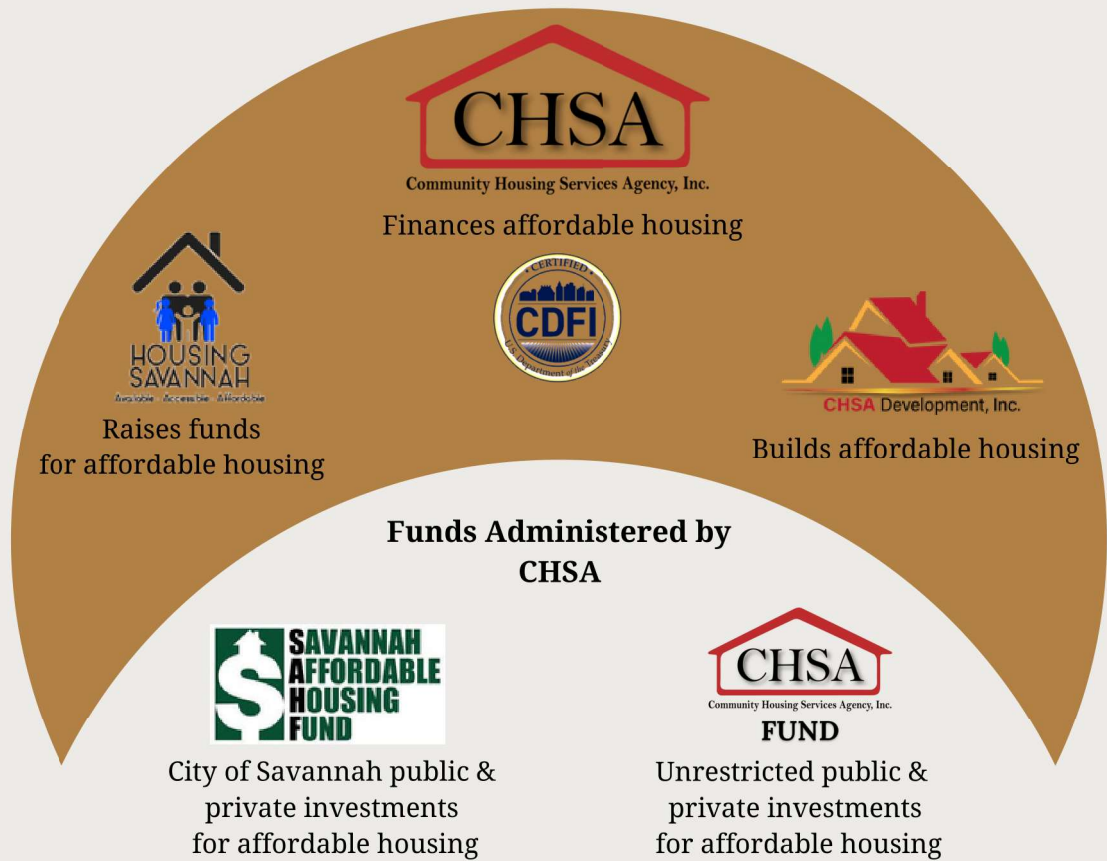 CHSA
Community Housing Services Agency, Inc.
Finances affordable housing
CERTIFIED
CDFI
U.S. Department of the Treasury
HOUSING
SAVANNAH
Available · Accessible · Affordable
Raises funds
for affordable housing
CHSA Development, Inc.
Builds affordable housing
Funds Administered by
CHSA
SAVANNAH
AFFORDABLE
HOUSING
FUND
City of Savannah public &
private investments
for affordable housing
CHSA
Community Housing Services Agency, Inc.
FUND
Unrestricted public &
private investments
for affordable housing